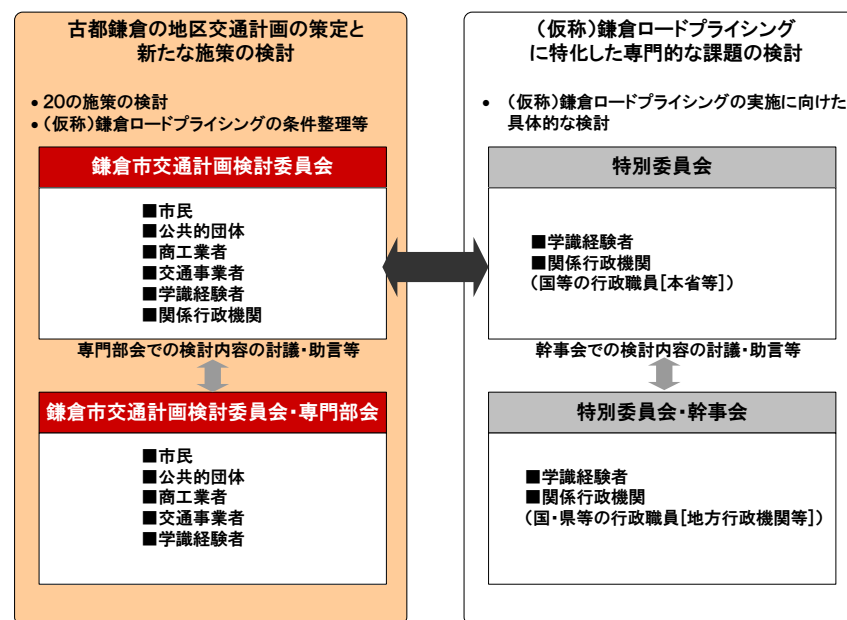 古都鎌倉の地区交通計画の策定と
新たな施策の検討
• 20の施策の検討
• (仮称)鎌倉ロードプライシングの条件整理等
鎌倉市交通計画検討委員会
■市民
■公共的団体
■商工業者
■交通事業者
■学識経験者
■関係行政機関
専門部会での検討内容の討議・助言等
鎌倉市交通計画検討委員会・専門部会
■市民
■公共的団体
■商工業者
■交通事業者
■学識経験者
(仮称)鎌倉ロードプライシング
に特化した専門的な課題の検討
• (仮称)鎌倉ロードプライシングの実施に向けた
具体的な検討
特別委員会
■学識経験者
■関係行政機関
(国等の行政職員[本省等])
幹事会での検討内容の討議・助言等
特別委員会・幹事会
■学識経験者
■関係行政機関
(国・県等の行政職員[地方行政機関等])